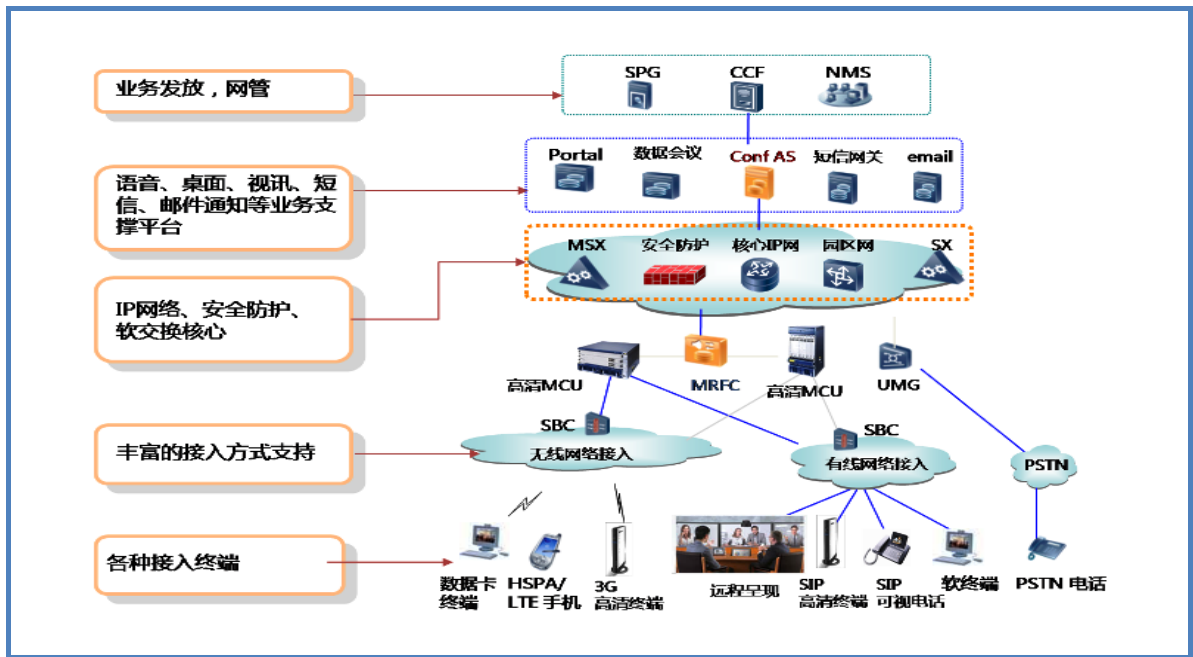 业务发放，网管
SPG
CCF
NMS
语音、桌面、视讯、短
信、邮件通知等业务支
撑平台
Portal
数据会议
Conf AS
短信网关
email
IP网络、安全防护、
软交换核心
MSX
安全防护
核心IP网
园区网
SX
高清MCU
MRFC
高清MCU
UMG
丰富的接入方式支持
SBC
无线网络接入
SBC
有线网络接入
PSTN
各种接入终端
数据卡
终端
HSPA/
LTE 手机
3G
高清终端
远程呈现
SIP
高清终端
SIP
可视电话
软终端
PSTN 电话